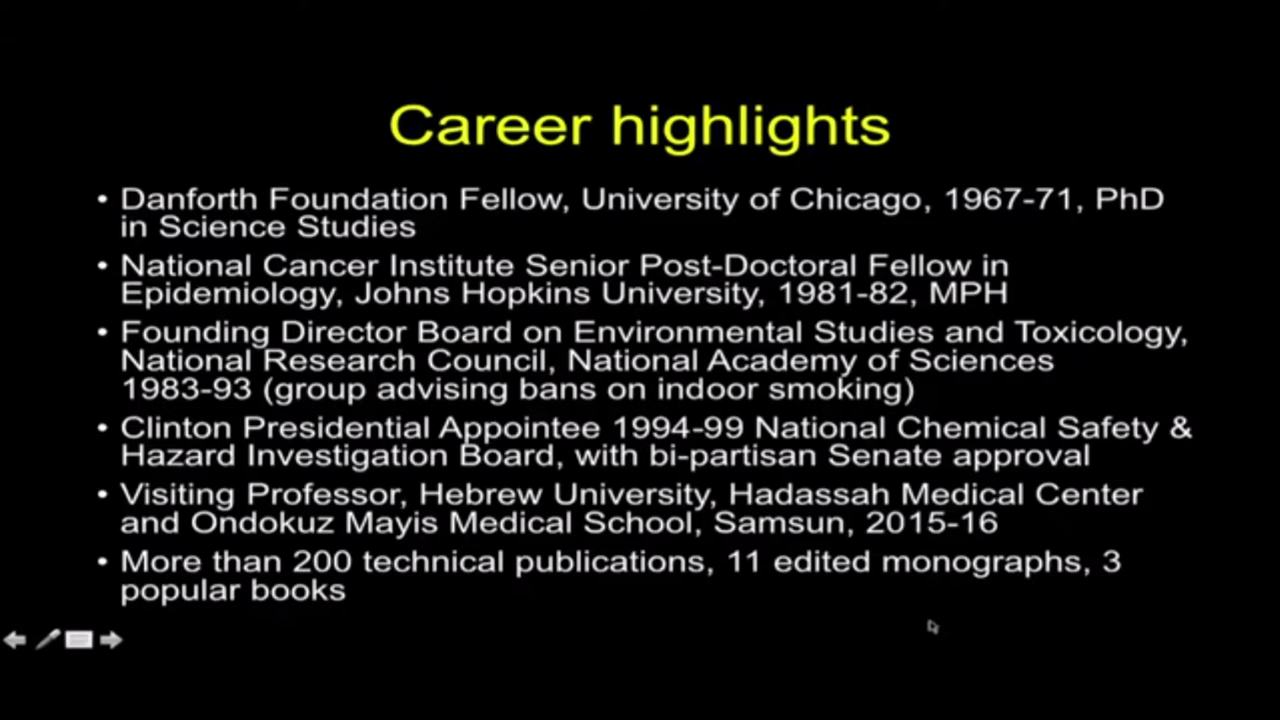 Career highlights
• Danforth Foundation Fellow, University of Chicago, 1967-71, PhD
in Science Studies
• National Cancer Institute Senior Post-Doctoral Fellow in
Epidemiology, Johns Hopkins University, 1981-82, MPH
• Founding Director Board on Environmental Studies and Toxicology,
National Research Council, National Academy of Sciences
1983-93 (group advising bans on indoor smoking)
• Clinton Presidential Appointee 1994-99 National Chemical Safety &
Hazard Investigation Board, with bi-partisan Senate approval
• Visiting Professor, Hebrew University, Hadassah Medical Center
and Ondokuz Mayis Medical School, Samsun, 2015-16
• More than 200 technical publications, 11 edited monographs, 3
popular books